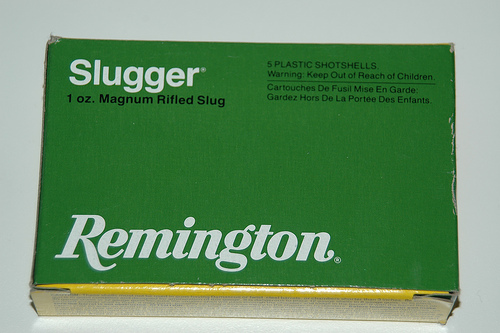 Slugger®
1 oz. Magnum Rifled Slug
5 PLASTIC SHOTSHELLS.
Warning: Keep Out of Reach of Children.
Cartouches De Fusil Mise En Garde:
Gardez Hors De La Portée Des Enfants.
Remington®